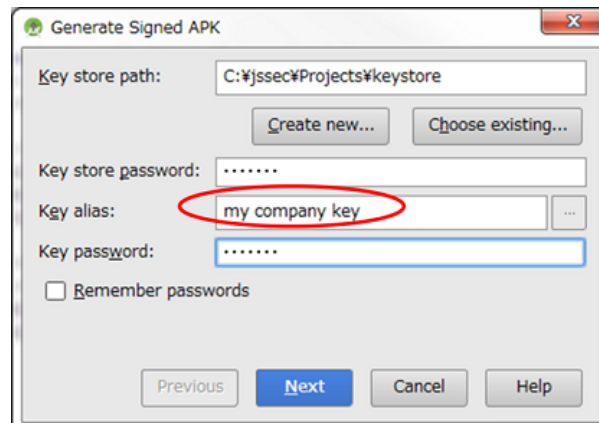 Generate Signed APK
Key store path: C:¥jssec¥Projects¥keystore
Create new... Choose existing...
Key store password: •••••••
Key alias: my company key ...
Key password: •••••••
Remember passwords
Previous Next Cancel Help